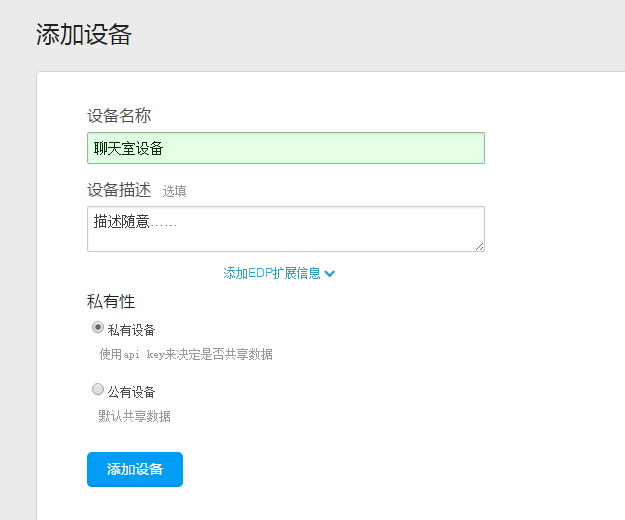 添加设备
设备名称
聊天室设备
设备描述 选填
描述随意……
添加EDP扩展信息
私有性
私有设备
使用api key来决定是否共享数据
公有设备
默认共享数据
添加设备